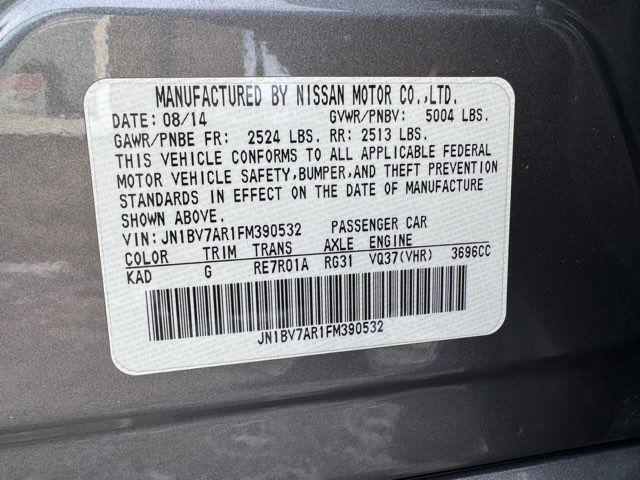 MANUFACTURED BY NISSAN MOTOR CO.,LTD.
DATE: 08/14 GVWR/PNBV: 5004 LBS.
GAWR/PNBE FR: 2524 LBS. RR: 2513 LBS.
THIS VEHICLE CONFORMS TO ALL APPLICABLE FEDERAL
MOTOR VEHICLE SAFETY,BUMPER,AND THEFT PREVENTION
STANDARDS IN EFFECT ON THE DATE OF MANUFACTURE
SHOWN ABOVE.
VIN: JN1BV7AR1FM390532 PASSENGER CAR
COLOR TRIM TRANS AXLE ENGINE
KAD G RE7R01A RG31 VQ37(VHR) 3696CC
JN1BV7AR1FM390532